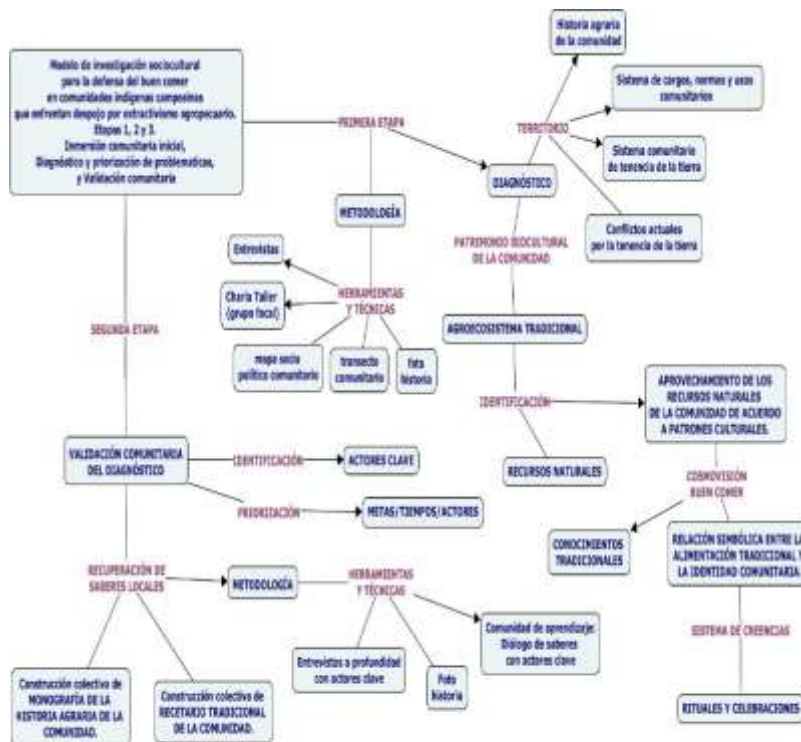 Modelo de investigación sociocultural
para la defensa del buen comer
en comunidades indígenas campesinas
que enfrentan despojo por extractivismo agropecuario.
Etapas 1, 2 y 3.
Inmersión comunitaria inicial,
Diagnóstico y priorización de problematicas,
y Validación comunitaria
PRIMERA ETAPA
Historia agraria
de la comunidad
Sistema de cargos, normas y usos
comunitarios
TERRITORIO
Sistema comunitario
de tenencia de la tierra
DIAGNÓSTICO
Conflictos actuales
por la tenencia de la tierra
METODOLOGÍA
Entrevistas
Charla Taller
(grupo focal)
HERRAMIENTAS
Y TÉCNICAS
mapa socio
político comunitario
transecto
comunitario
foto
historia
PATRIMONIO BIOCULTURAL
DE LA COMUNIDAD
AGROECOSISTEMA TRADICIONAL
IDENTIFICACIÓN
RECURSOS NATURALES
APROVECHAMIENTO DE LOS
RECURSOS NATURALES
DE LA COMUNIDAD DE ACUERDO
A PATRONES CULTURALES.
COSMOVISIÓN
BUEN COMER
CONOCIMIENTOS
TRADICIONALES
RELACIÓN SIMBÓLICA ENTRE LA
ALIMENTACIÓN TRADICIONAL Y
LA IDENTIDAD COMUNITARIA.
SISTEMA DE CREENCIAS
RITUALES Y CELEBRACIONES
SEGUNDA ETAPA
VALIDACIÓN COMUNITARIA
DEL DIAGNÓSTICO
IDENTIFICACIÓN
ACTORES CLAVE
PRIORIZACIÓN
METAS/TIEMPOS/ACTORES
RECUPERACIÓN DE
SABERES LOCALES
METODOLOGÍA
HERRAMIENTAS
Y TÉCNICAS
Entrevistas a profundidad
con actores clave
Foto
historia
Comunidad de aprendizaje:
Diálogo de saberes
con actores clave
Construcción colectiva de
MONOGRAFÍA DE LA
HISTORIA AGRARIA DE LA
COMUNIDAD.
Construcción colectiva de
RECETARIO TRADICIONAL
DE LA COMUNIDAD.